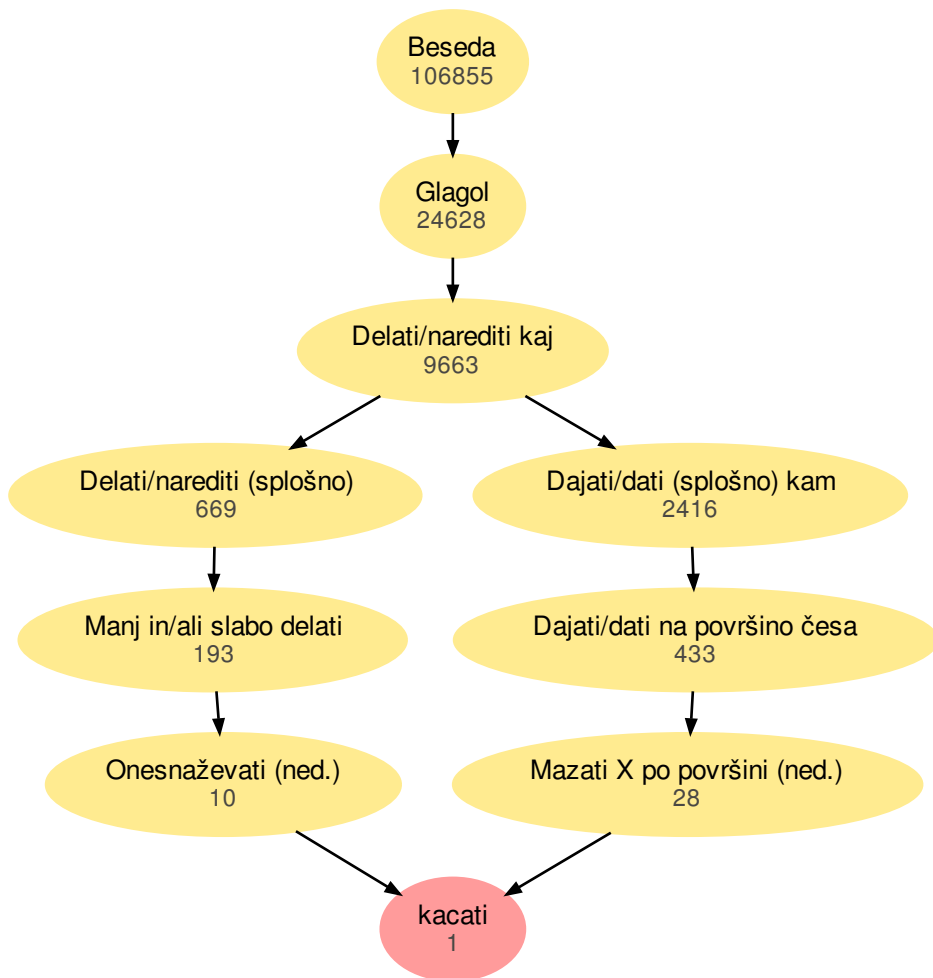 Beseda
106855
Glagol
24628
Delati/narediti kaj
9663
Delati/narediti (splošno)
669
Dajati/dati (splošno) kam
2416
Manj in/ali slabo delati
193
Dajati/dati na površino česa
433
Onesnaževati (ned.)
10
Mazati X po površini (ned.)
28
kacati
1